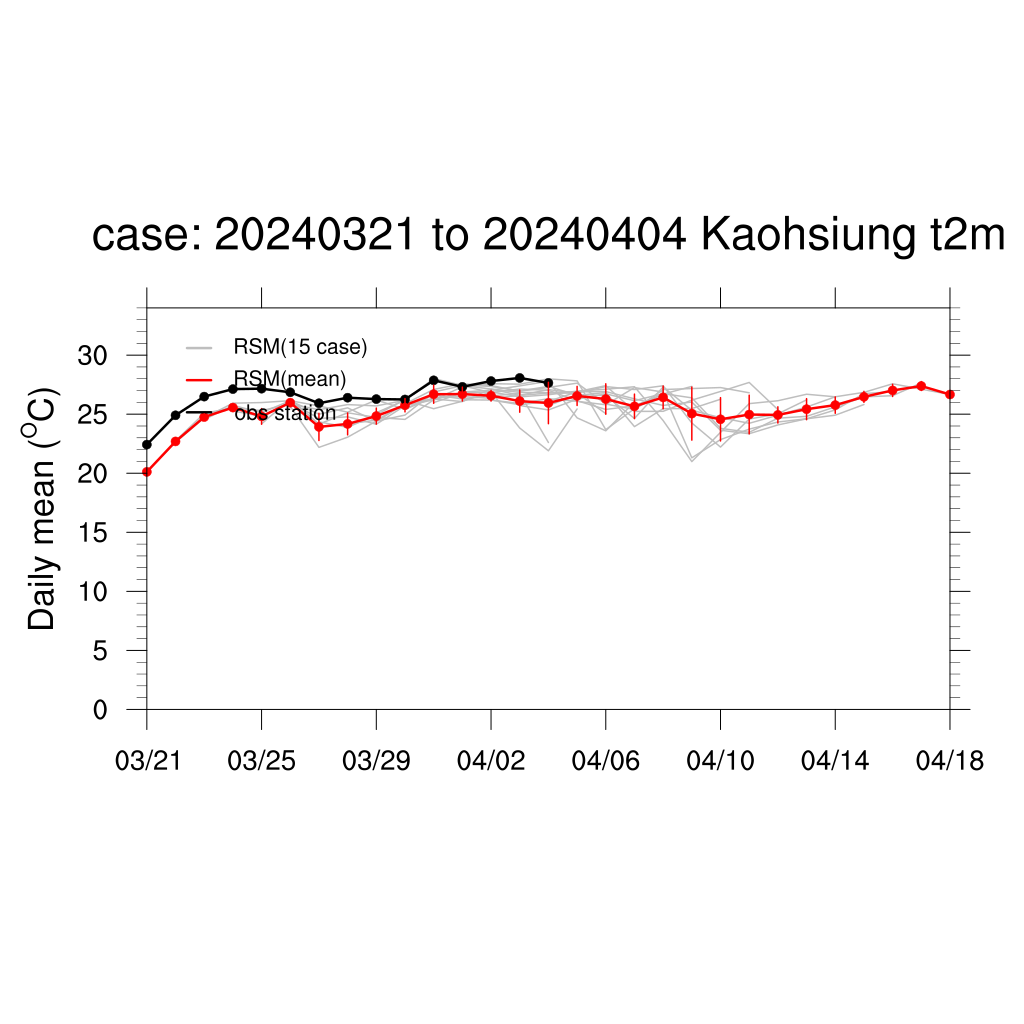 case: 20240321 to 20240404 Kaohsiung t2m
Daily mean (°C)
30
25
20
15
10
5
0
RSM(15 case)
RSM(mean)
obs station
03/21 03/25 03/29 04/02 04/06 04/10 04/14 04/18